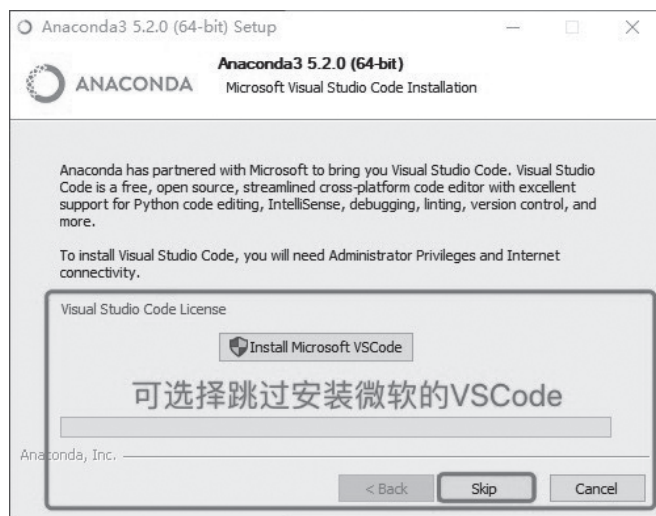 Anaconda3 5.2.0 (64-bit) Setup
ANACONDA
Anaconda3 5.2.0 (64-bit)
Microsoft Visual Studio Code Installation
Anaconda has partnered with Microsoft to bring you Visual Studio Code. Visual Studio
Code is a free, open source, streamlined cross-platform code editor with excellent
support for Python code editing, IntelliSense, debugging, linting, version control, and
more.
To install Visual Studio Code, you will need Administrator Privileges and Internet
connectivity.
Visual Studio Code License
Install Microsoft VSCode
可选择跳过安装微软的VSCode
Anaconda, Inc.
< Back Skip Cancel